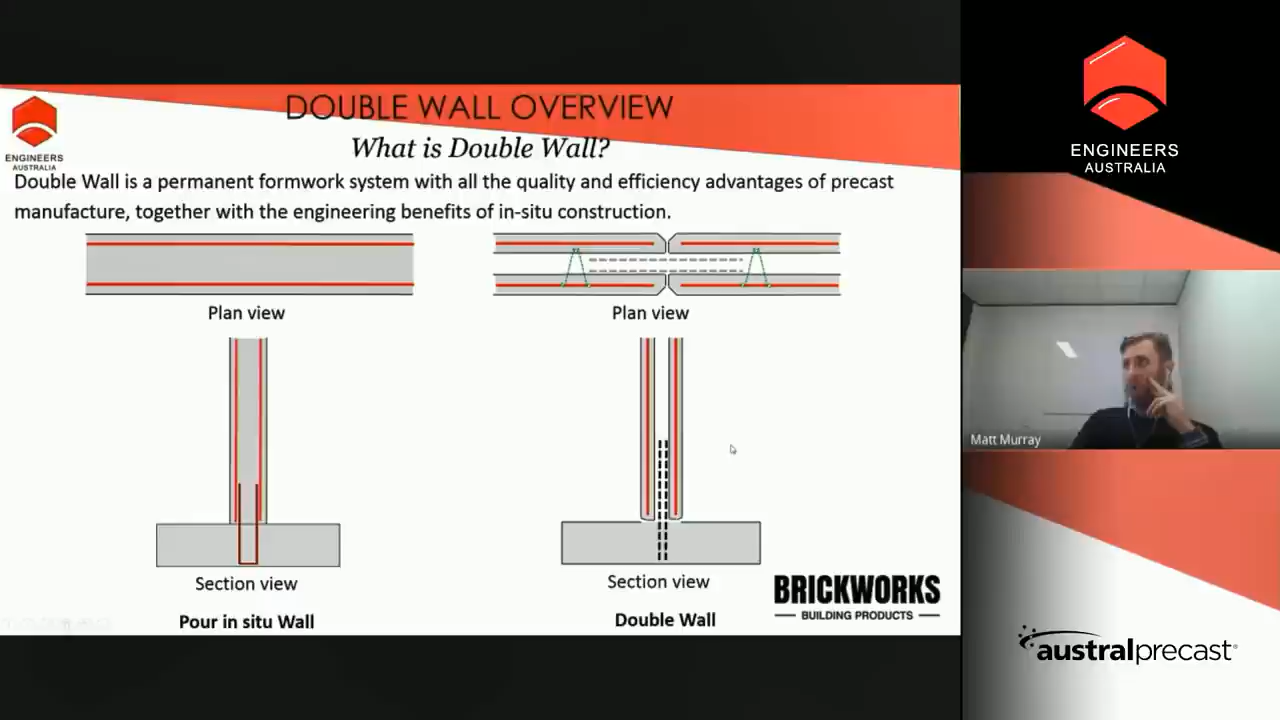 DOUBLE WALL OVERVIEW
What is Double Wall?
ENGINEERS
AUSTRALIA
Double Wall is a permanent formwork system with all the quality and efficiency advantages of precast
manufacture, together with the engineering benefits of in-situ construction.
Plan view
Plan view
Section view
Section view
Pour in situ Wall
Double Wall
BRICKWORKS
BUILDING PRODUCTS
ENGINEERS
AUSTRALIA
Matt Murray
australprecast